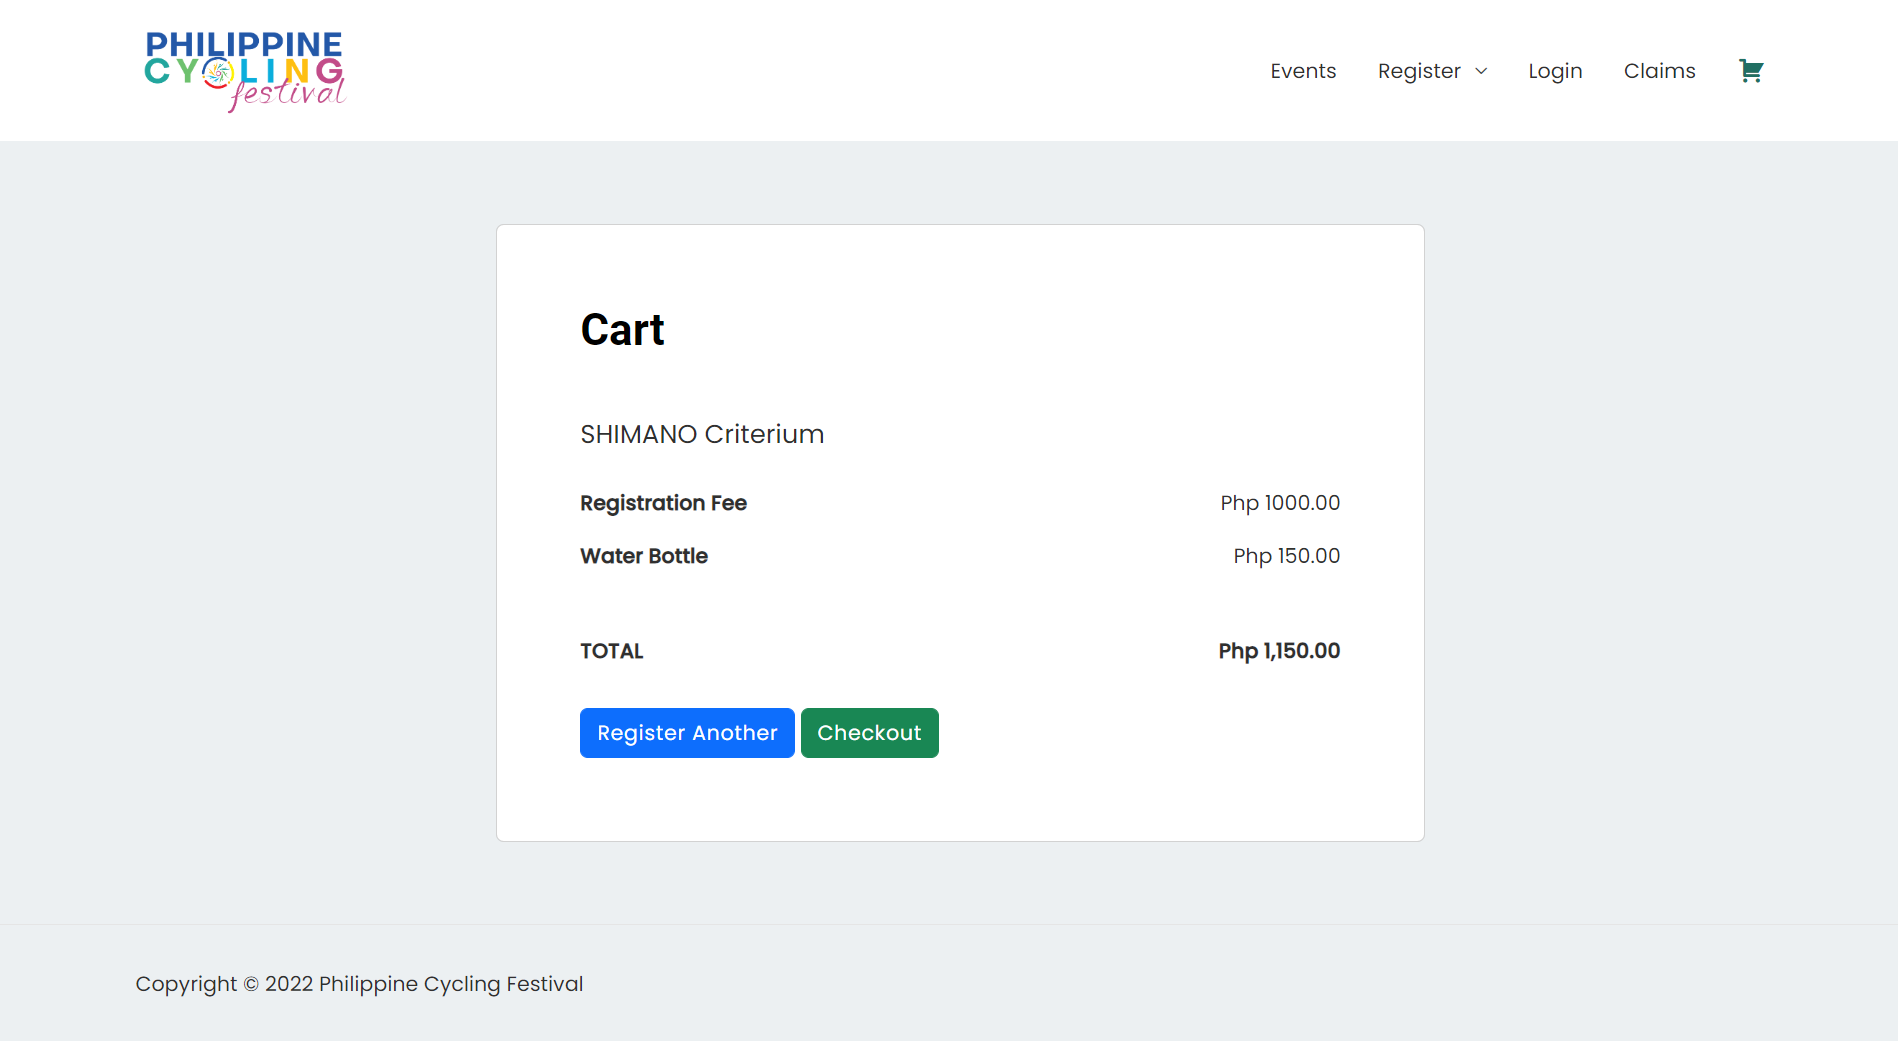 PHILIPPINE
CYCLING
festival
Events Register Login Claims
Cart
SHIMANO Criterium
Registration Fee Php 1000.00
Water Bottle Php 150.00
TOTAL Php 1,150.00
Register Another Checkout
Copyright © 2022 Philippine Cycling Festival